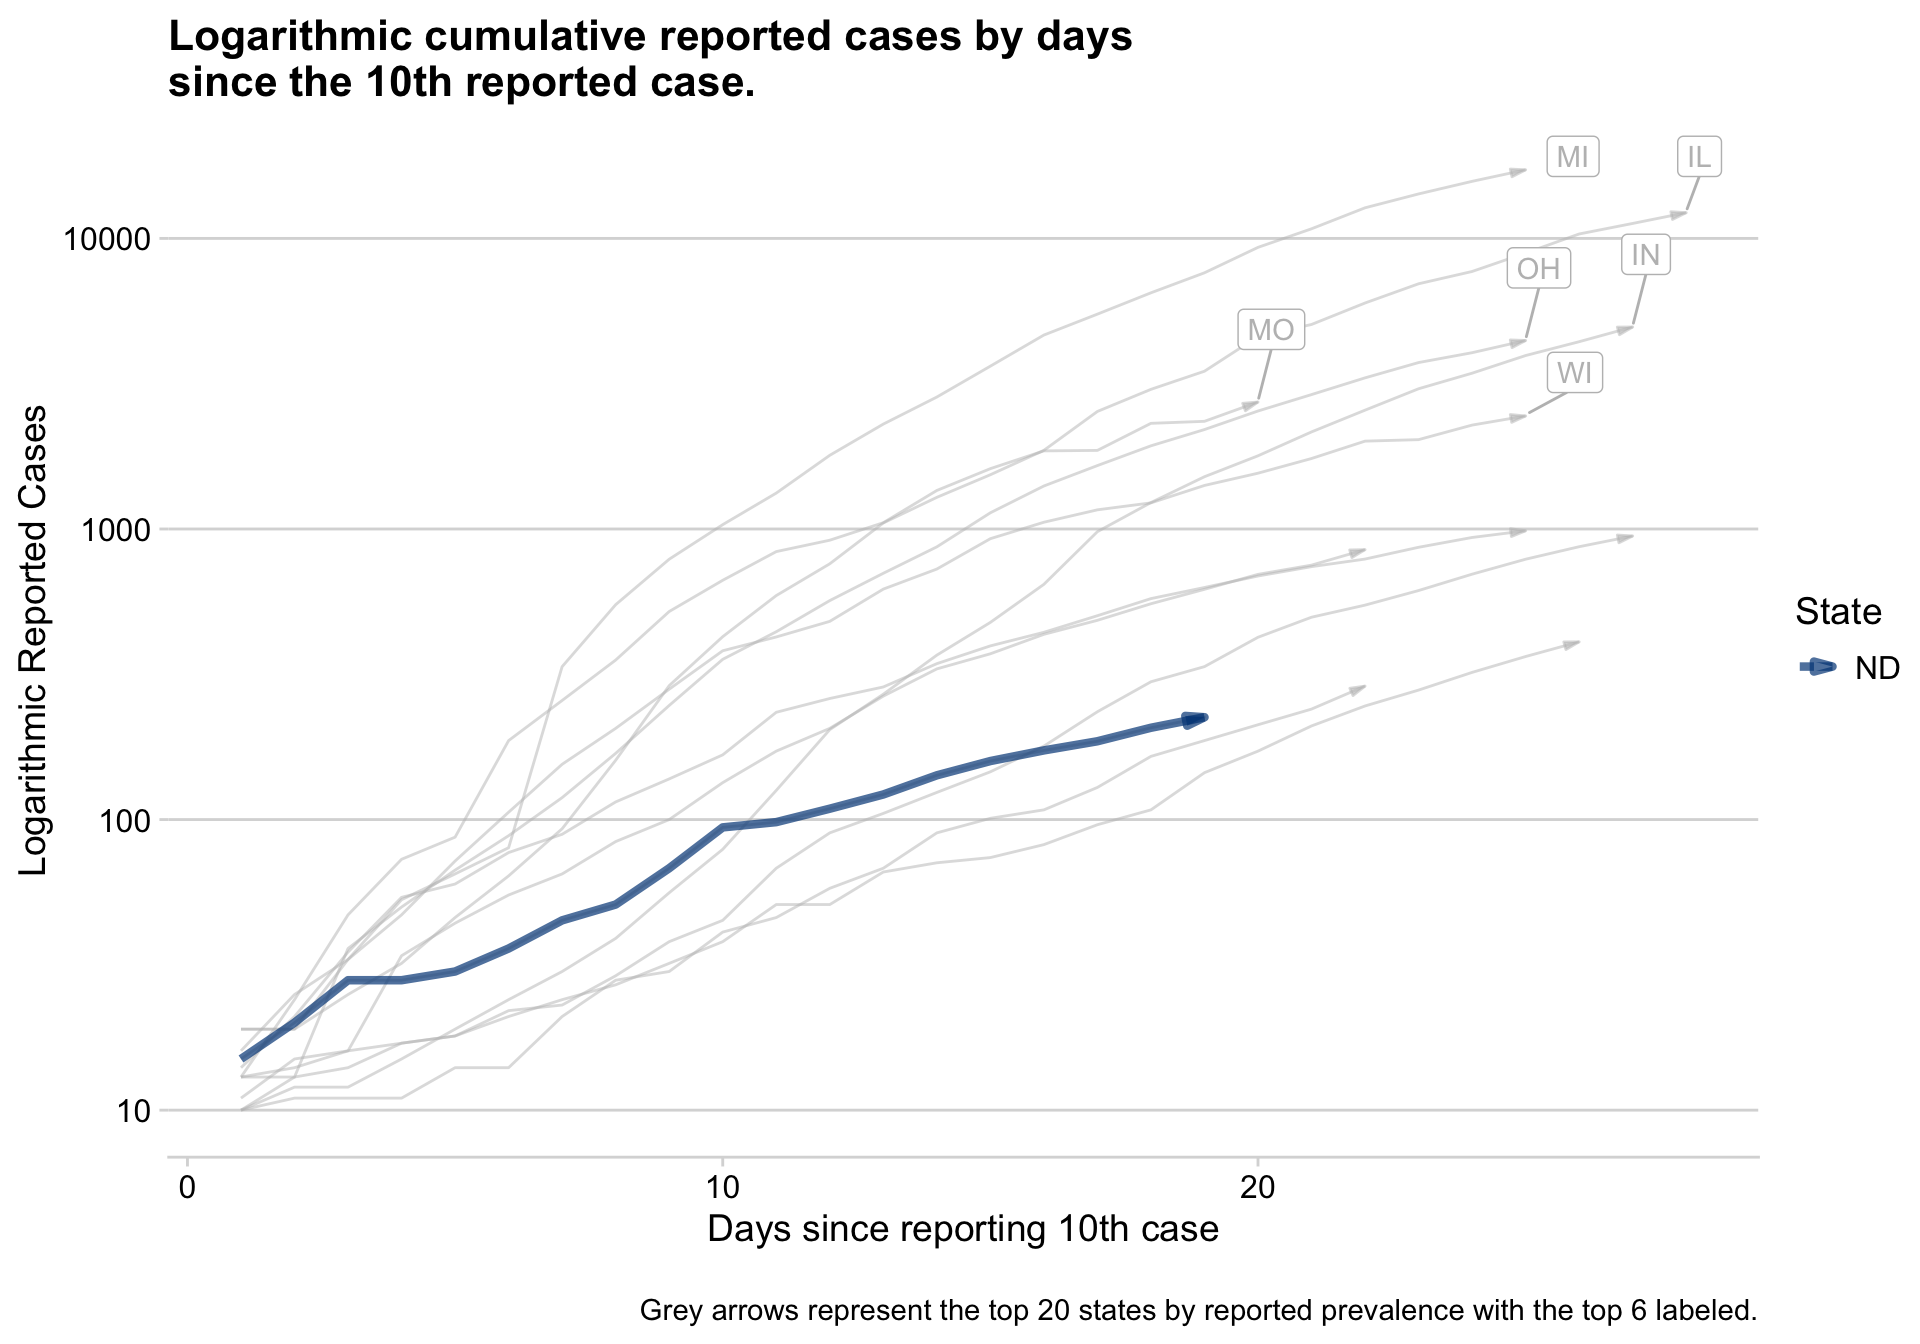 Logarithmic cumulative reported cases by days
since the 10th reported case.
MI
IL
10000
IN
OH
MO
WI
Logarithmic Reported Cases
1000
State
ND
100
10
0
10
20
Days since reporting 10th case
Grey arrows represent the top 20 states by reported prevalence with the top 6 labeled.